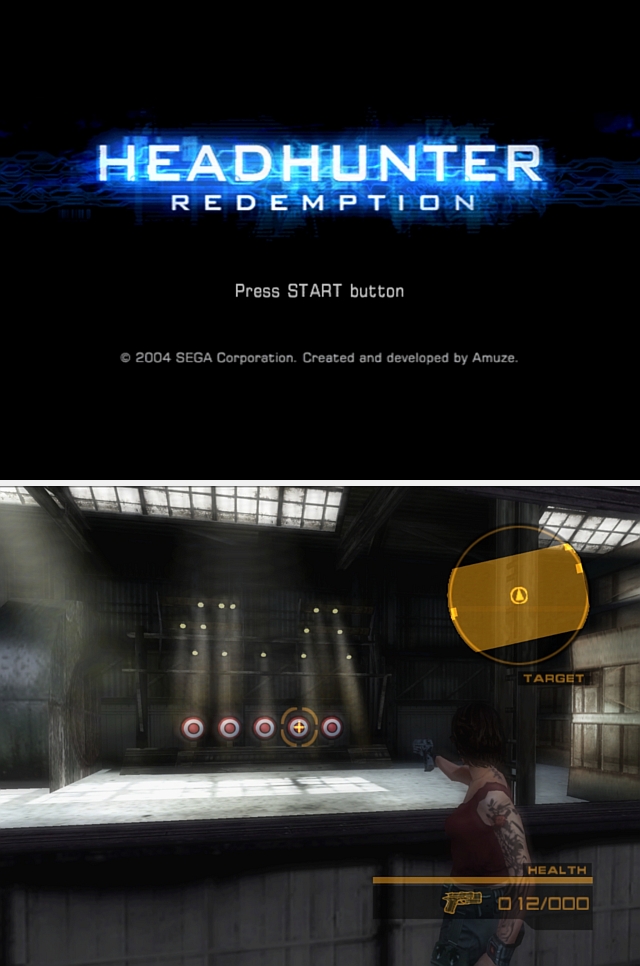 HEADHUNTER
REDEMPTION
Press START button
© 2004 SEGA Corporation. Created and developed by Amuze.
TARGET
HEALTH
012/000